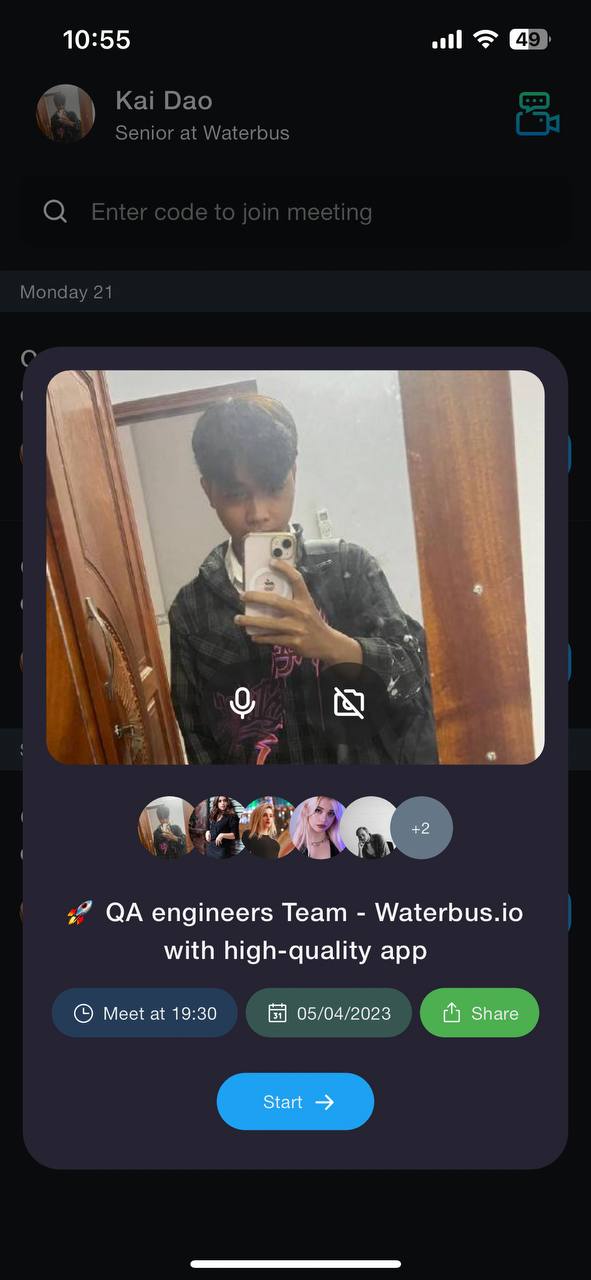 10:55
49
Kai Dao
Senior at Waterbus
Enter code to join meeting
Monday 21
🚀 QA engineers Team - Waterbus.io
with high-quality app
+2
Meet at 19:30
31
05/04/2023
Share
Start